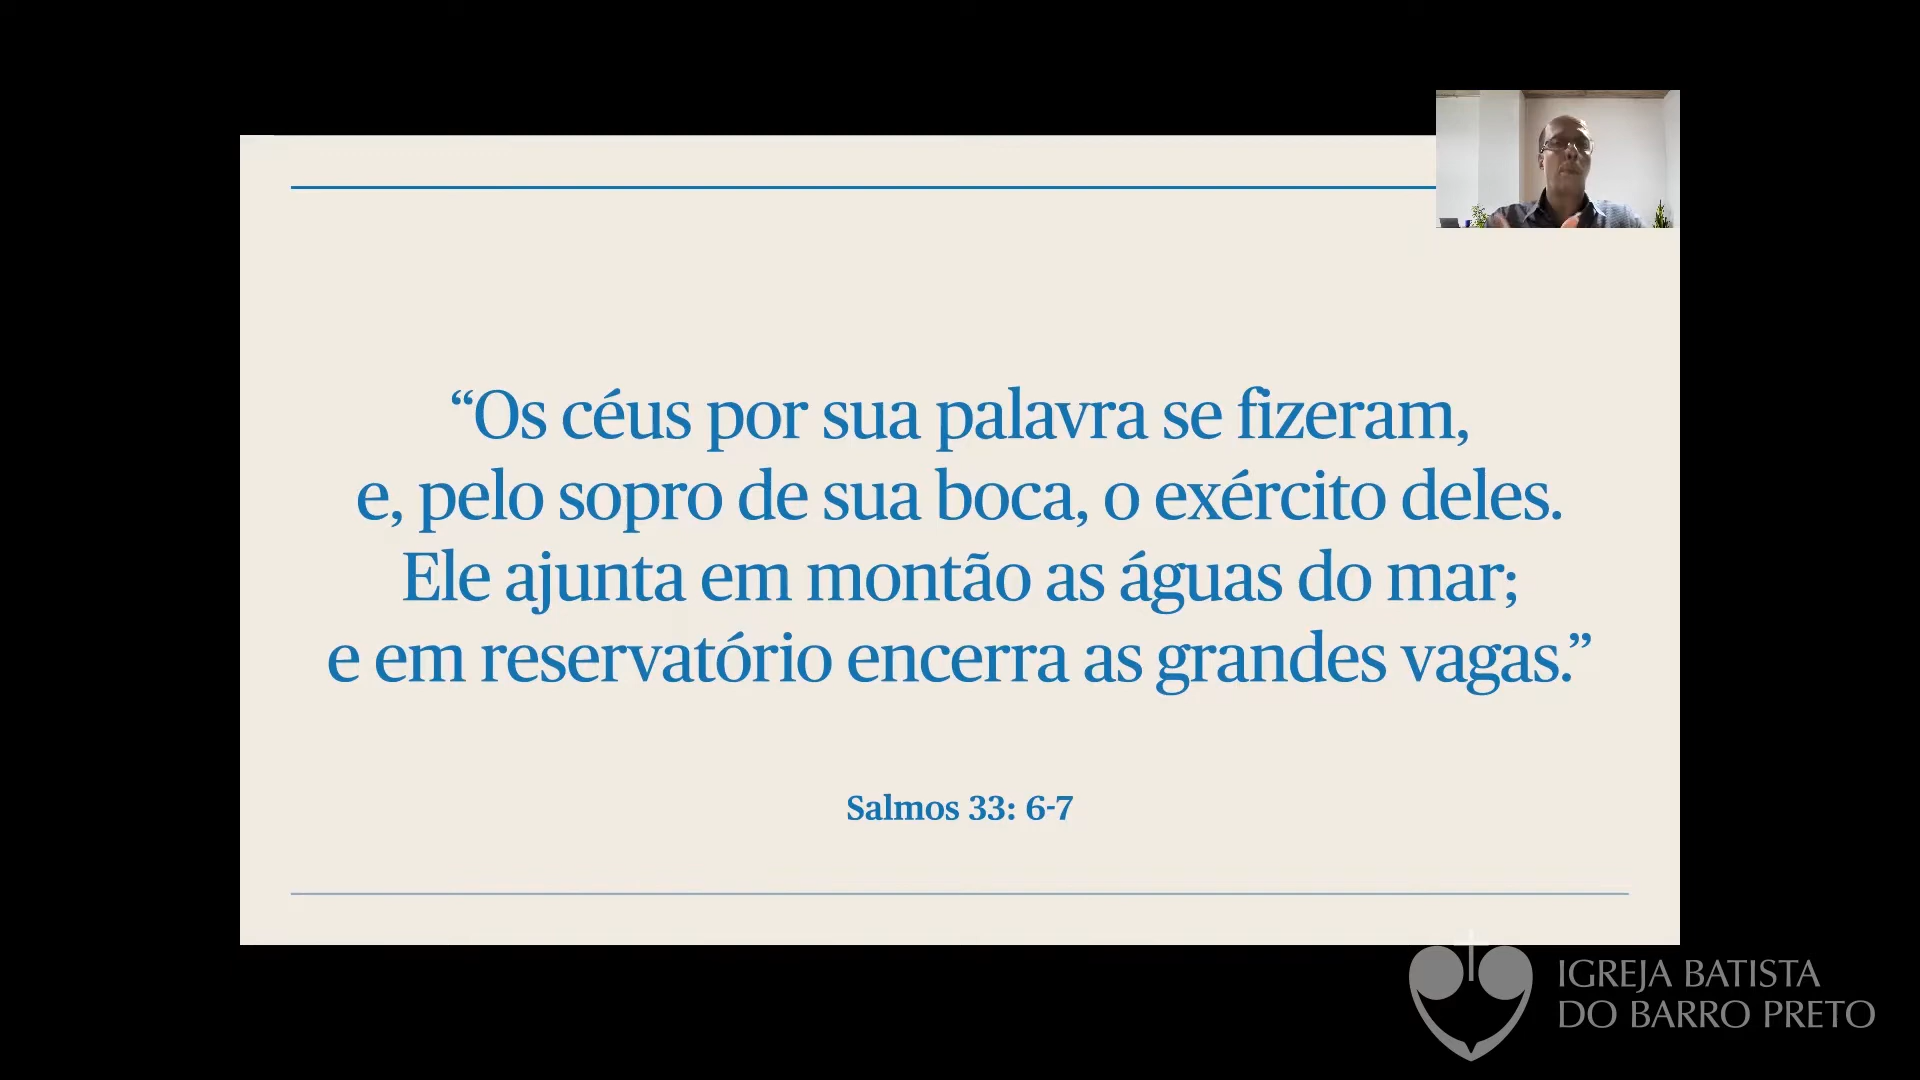 “Os céus por sua palavra se fizeram,
e, pelo sopro de sua boca, o exército deles.
Ele ajunta em montão as águas do mar;
e em reservatório encerra as grandes vagas.”
Salmos 33: 6-7
IGREJA BATISTA
DO BARRO PRETO